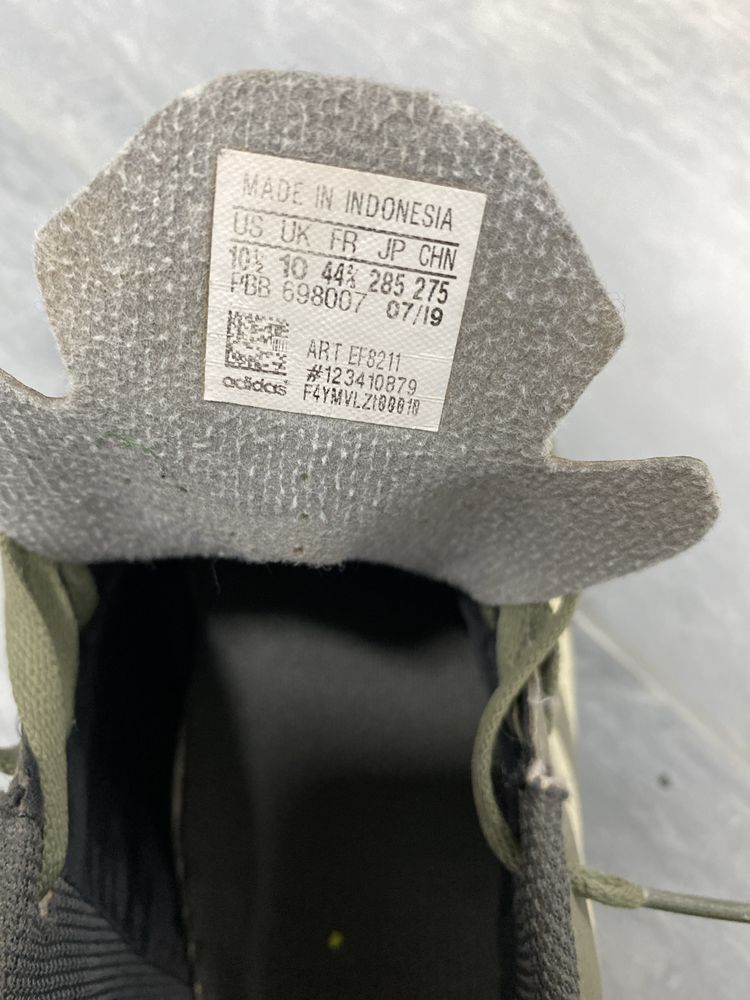 MADE IN INDONESIA
US UK FR JP CHN
10½ 10 44⅔ 285 275
PBB 698007 07/19
ART EF8211
#123410879
adidas